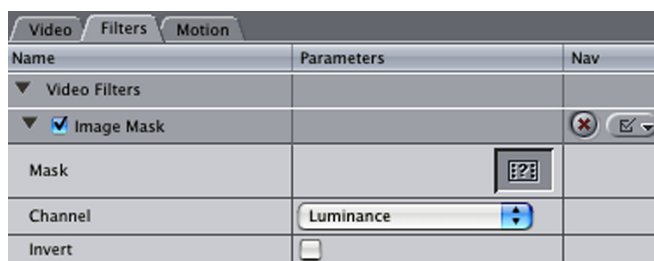 Video Filters Motion
Name Parameters Nav
Video Filters
Image Mask
Mask ?
Channel Luminance
Invert